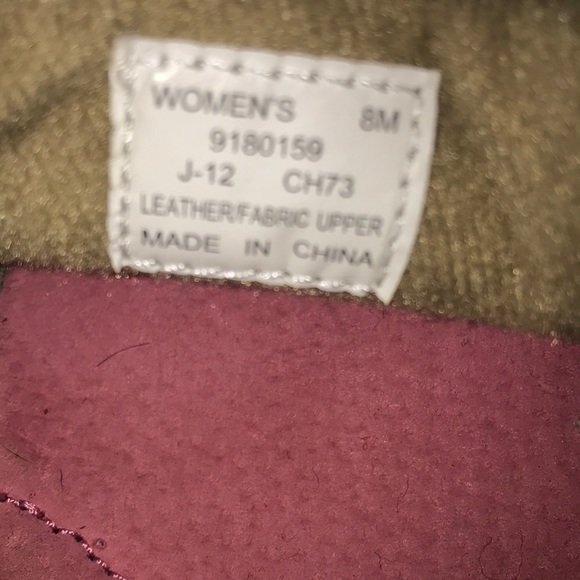 WOMEN'S 8M
9180159
J-12 CH73
LEATHER/FABRIC UPPER
MADE IN CHINA